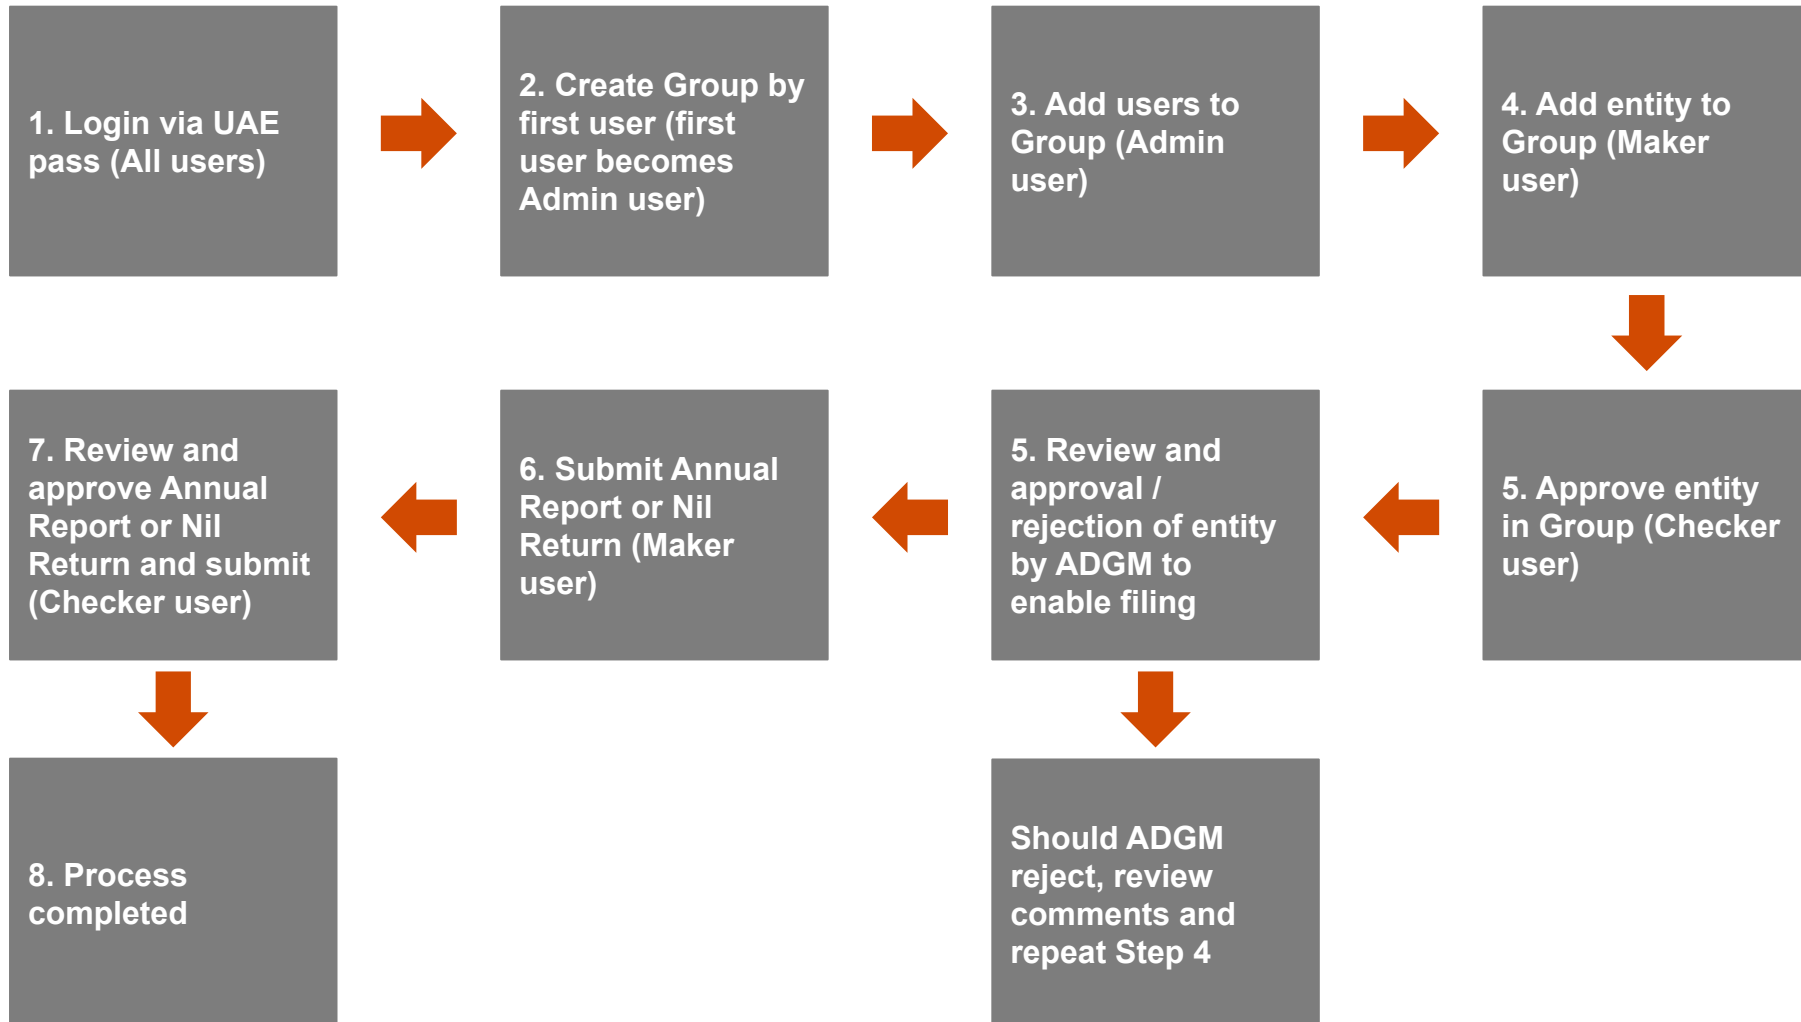 1. Login via UAE
pass (All users)
2. Create Group by
first user (first
user becomes
Admin user)
3. Add users to
Group (Admin
user)
4. Add entity to
Group (Maker
user)
5. Approve entity
in Group (Checker
user)
5. Review and
approval /
rejection of entity
by ADGM to
enable filing
Should ADGM
reject, review
comments and
repeat Step 4
6. Submit Annual
Report or Nil
Return (Maker
user)
7. Review and
approve Annual
Report or Nil
Return and submit
(Checker user)
8. Process
completed